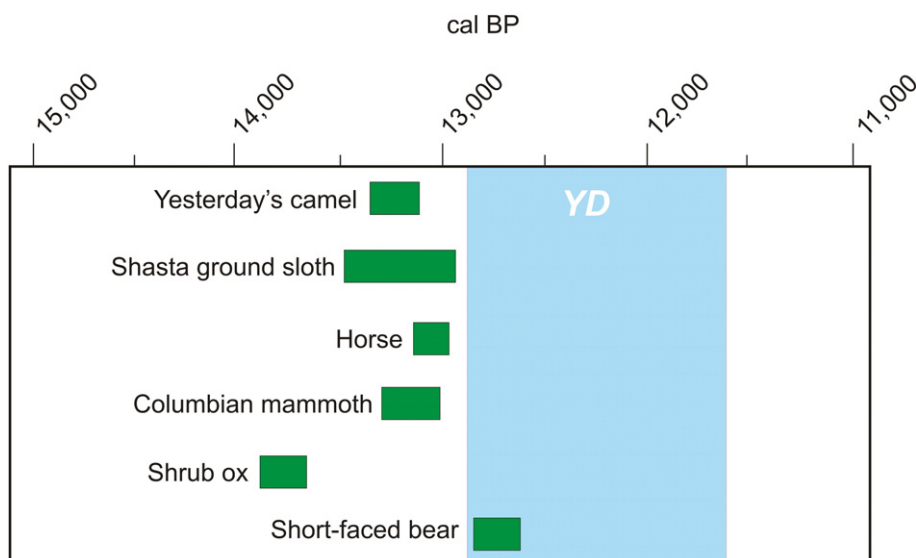 cal BP
15,000
14,000
13,000
12,000
11,000
Yesterday’s camel
YD
Shasta ground sloth
Horse
Columbian mammoth
Shrub ox
Short-faced bear